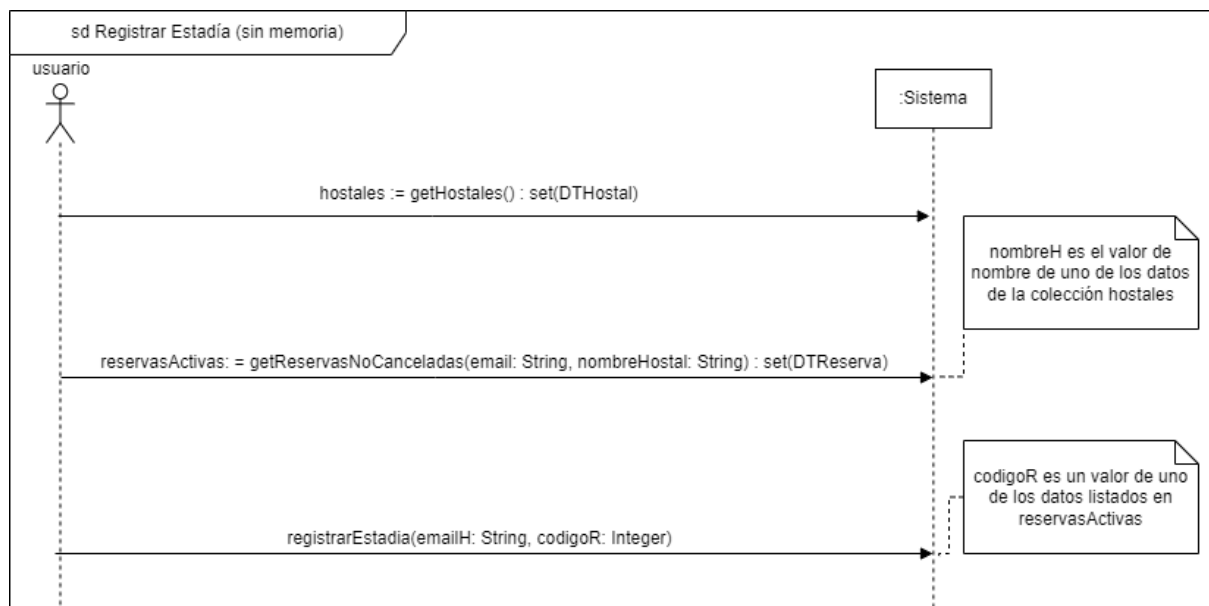 sd Registrar Estadía (sin memoria)
usuario
:Sistema
hostales := getHostales() : set(DTHostal)
nombreH es el valor de
nombre de uno de los datos
de la colección hostales
reservasActivas: = getReservasNoCanceladas(email: String, nombreHostal: String) : set(DTReserva)
codigoR es un valor de uno
de los datos listados en
reservasActivas
registrarEstadia(emailH: String, codigoR: Integer)